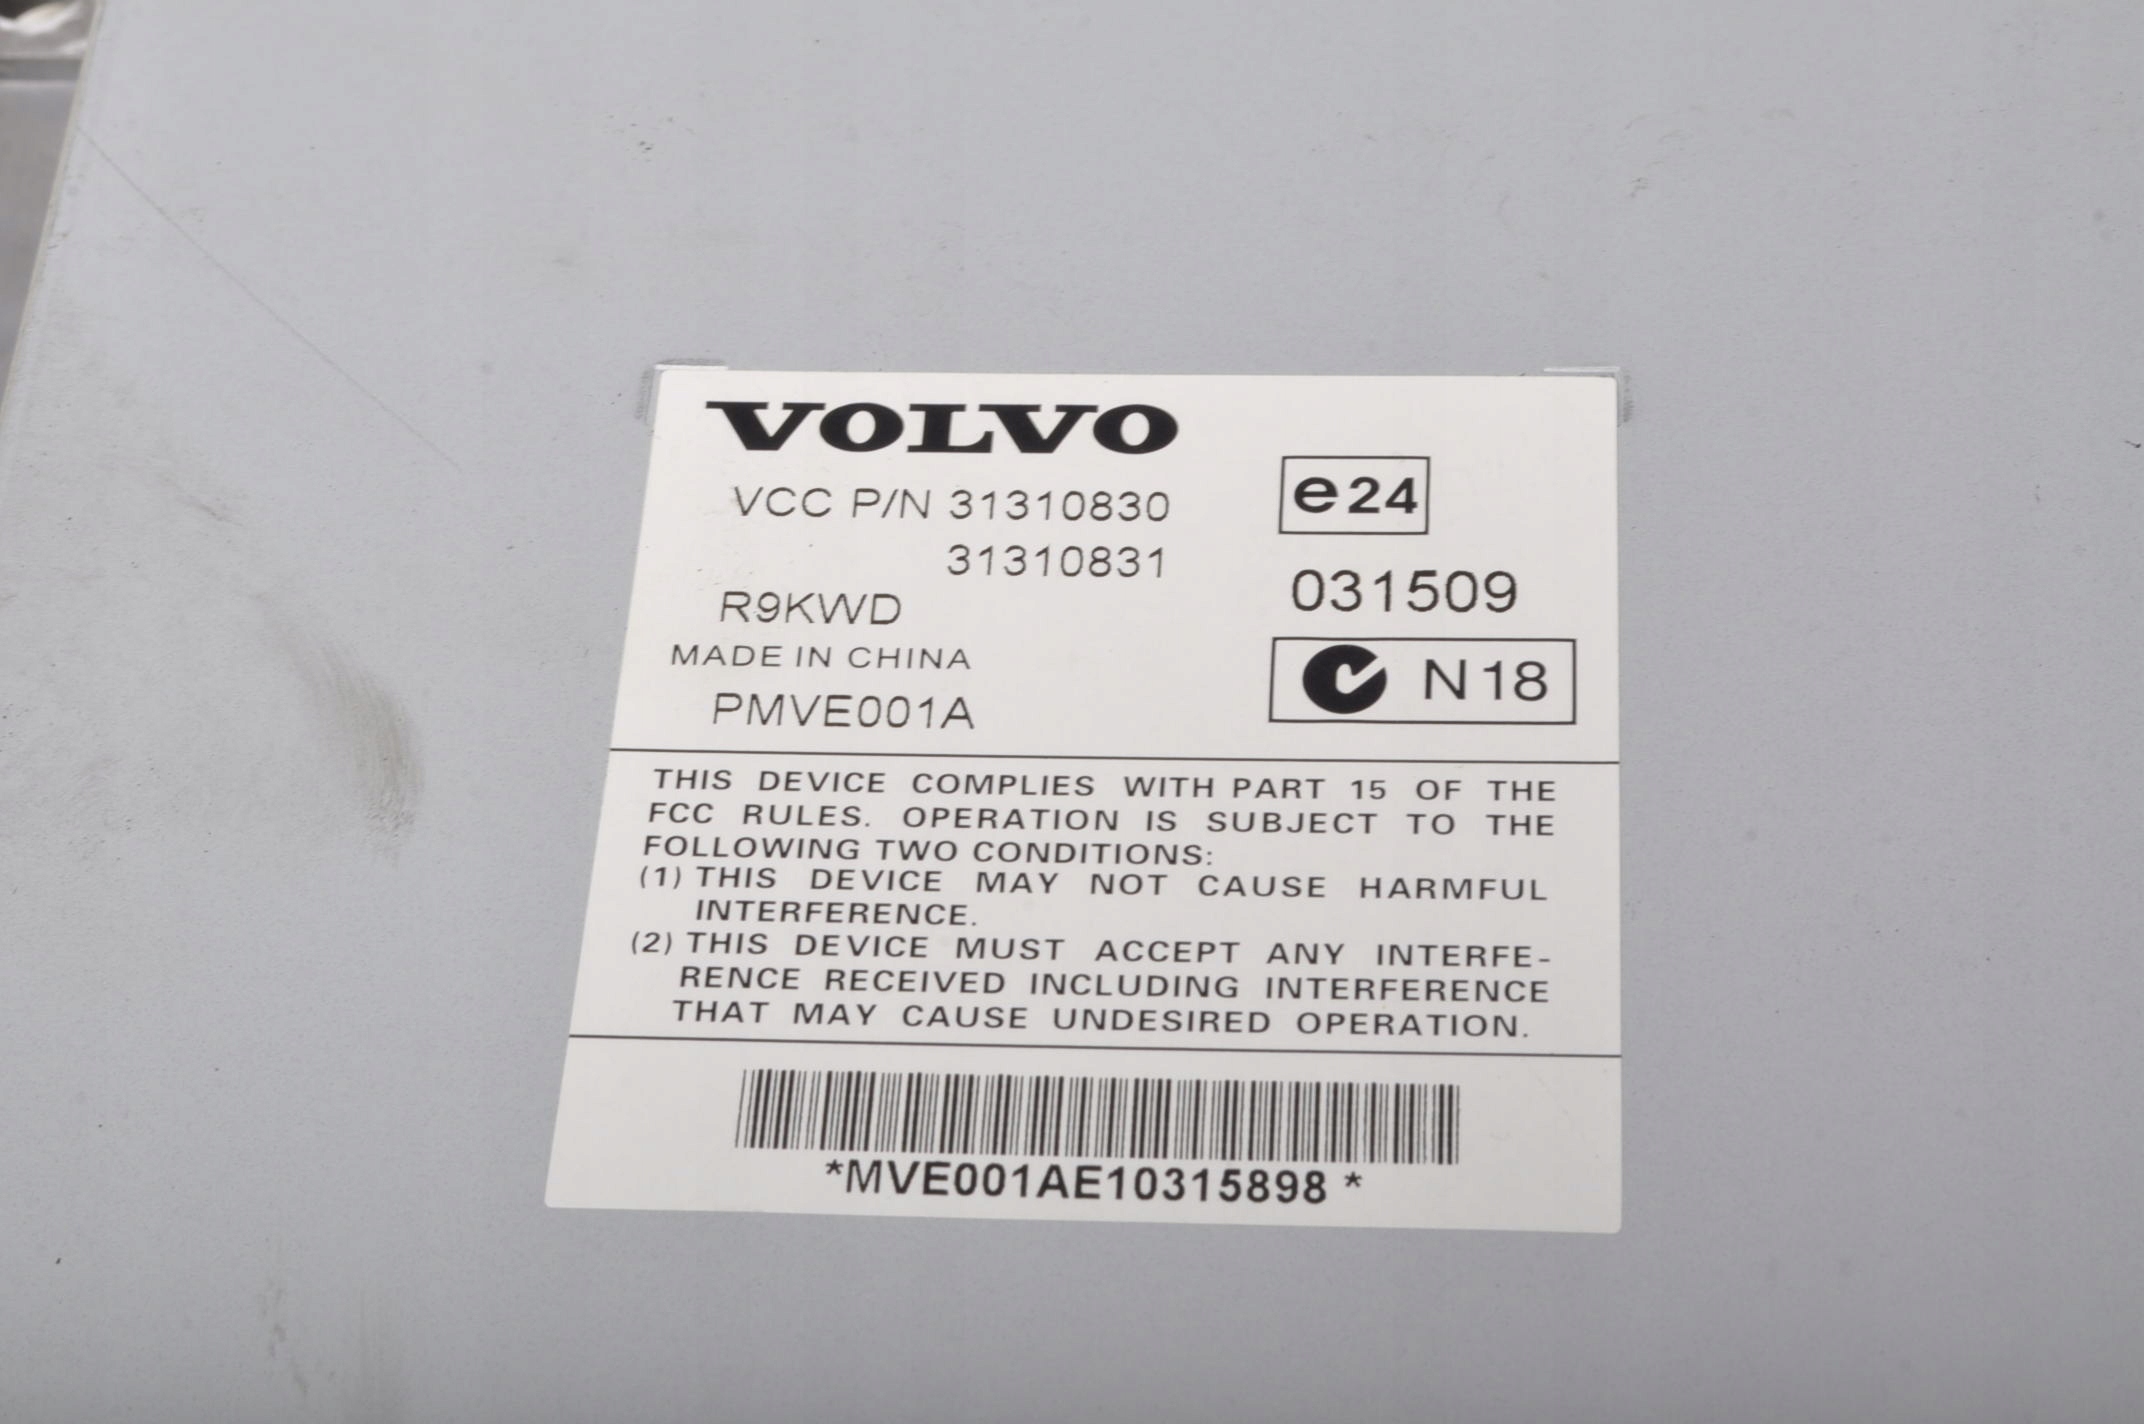 VOLVO
VCC P/N 31310830
31310831
R9KWD
MADE IN CHINA
PMVE001A
e24
031509
N18
THIS DEVICE COMPLIES WITH PART 15 OF THE
FCC RULES. OPERATION IS SUBJECT TO THE
FOLLOWING TWO CONDITIONS:
(1) THIS DEVICE MAY NOT CAUSE HARMFUL
INTERFERENCE.
(2) THIS DEVICE MUST ACCEPT ANY INTERFE-
RENCE RECEIVED INCLUDING INTERFERENCE
THAT MAY CAUSE UNDESIRED OPERATION.
*MVE001AE10315898*